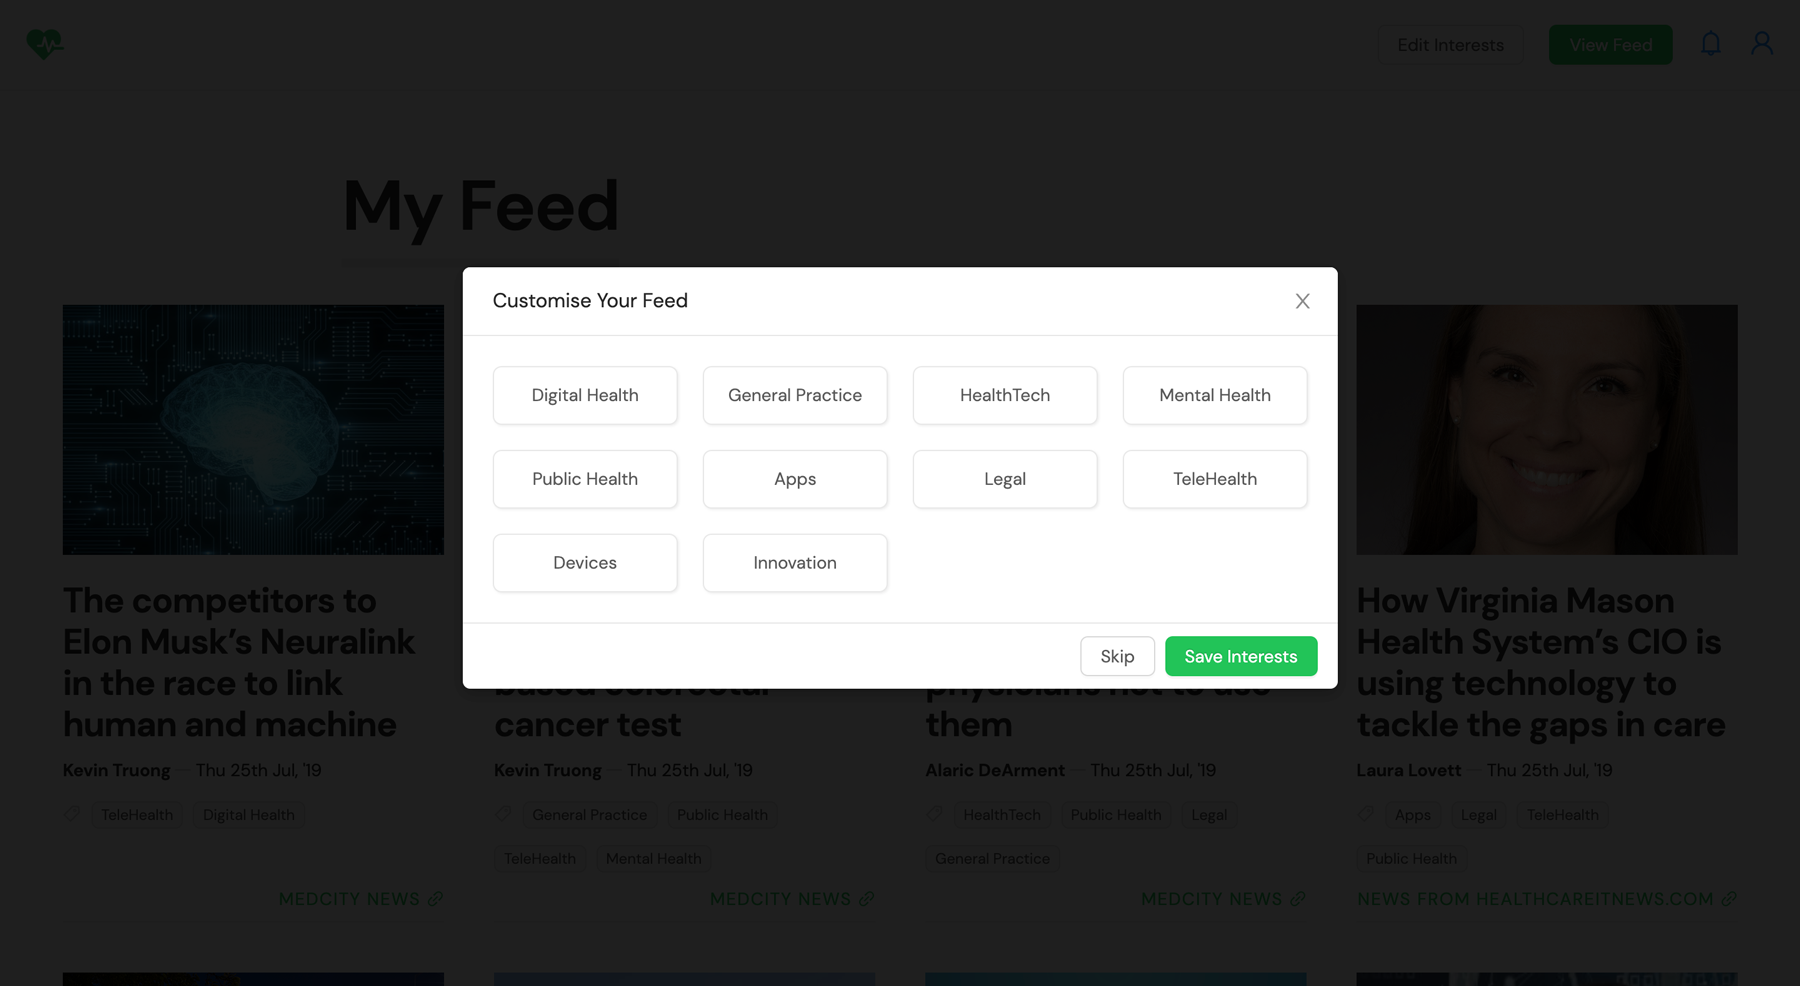 Edit Interests
View Feed
My Feed
Customise Your Feed
Digital Health
General Practice
HealthTech
Mental Health
Public Health
Apps
Legal
TeleHealth
Devices
Innovation
Skip
Save Interests
The competitors to
Elon Musk's Neuralink
in the race to link
human and machine
Kevin Truong — Thu 25th Jul, '19
TeleHealth
Digital Health
MEDCITY NEWS
cancer test
Kevin Truong — Thu 25th Jul, '19
General Practice
Public Health
TeleHealth
Mental Health
MEDCITY NEWS
physicians not to use
them
Alaric DeArment — Thu 25th Jul, '19
HealthTech
Public Health
Legal
General Practice
MEDCITY NEWS
How Virginia Mason
Health System's CIO is
using technology to
tackle the gaps in care
Laura Lovett — Thu 25th Jul, '19
Apps
Legal
TeleHealth
Public Health
NEWS FROM HEALTHCAREITNEWS.COM